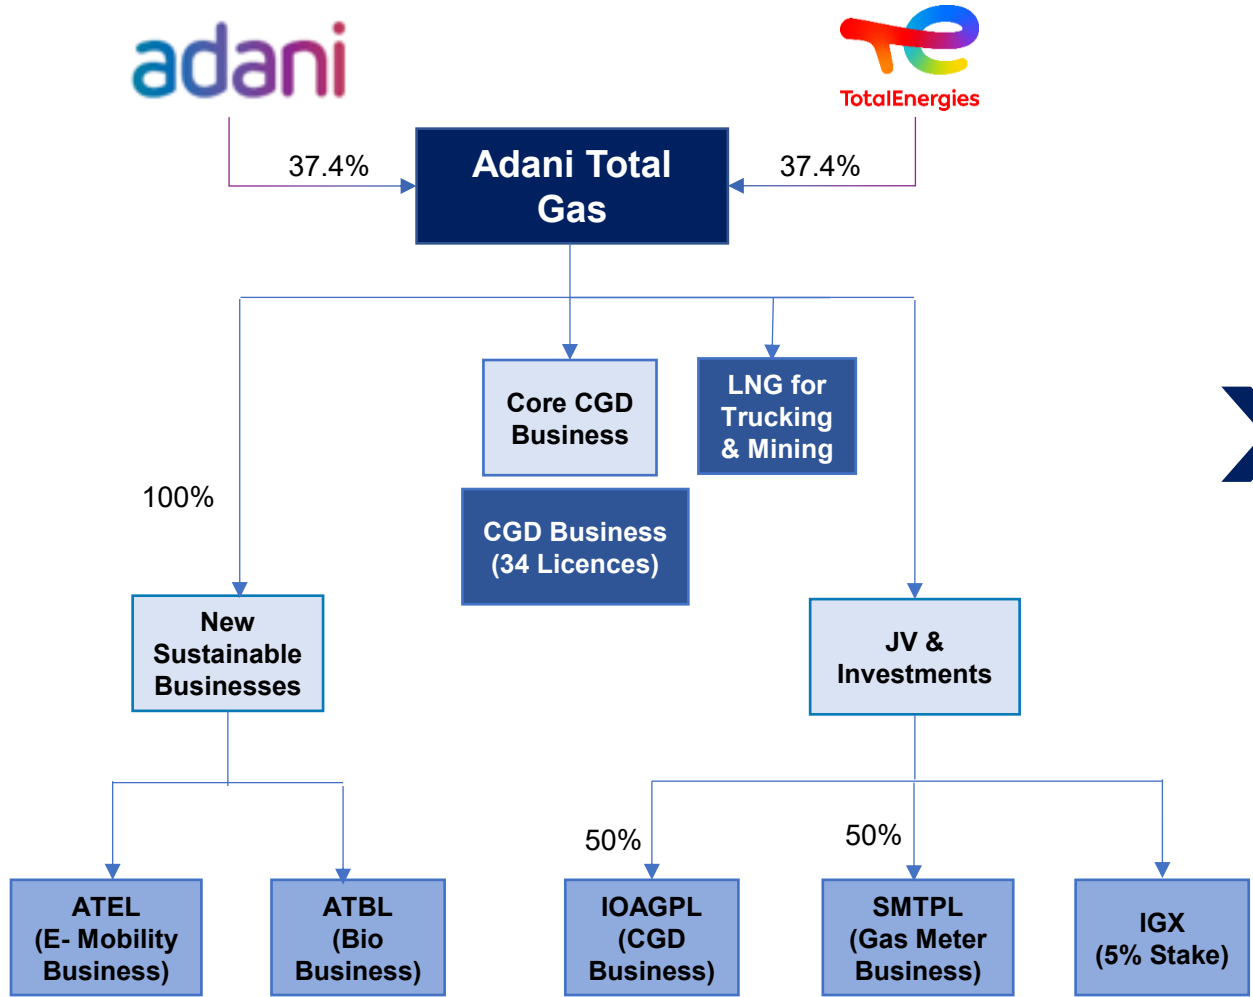 adani
TotalEnergies
37.4%
Adani Total
Gas
37.4%
Core CGD
Business
LNG for
Trucking
& Mining
100%
CGD Business
(34 Licences)
New
Sustainable
Businesses
JV &
Investments
50%
50%
ATEL
(E- Mobility
Business)
ATBL
(Bio
Business)
IOAGPL
(CGD
Business)
SMTPL
(Gas Meter
Business)
IGX
(5% Stake)